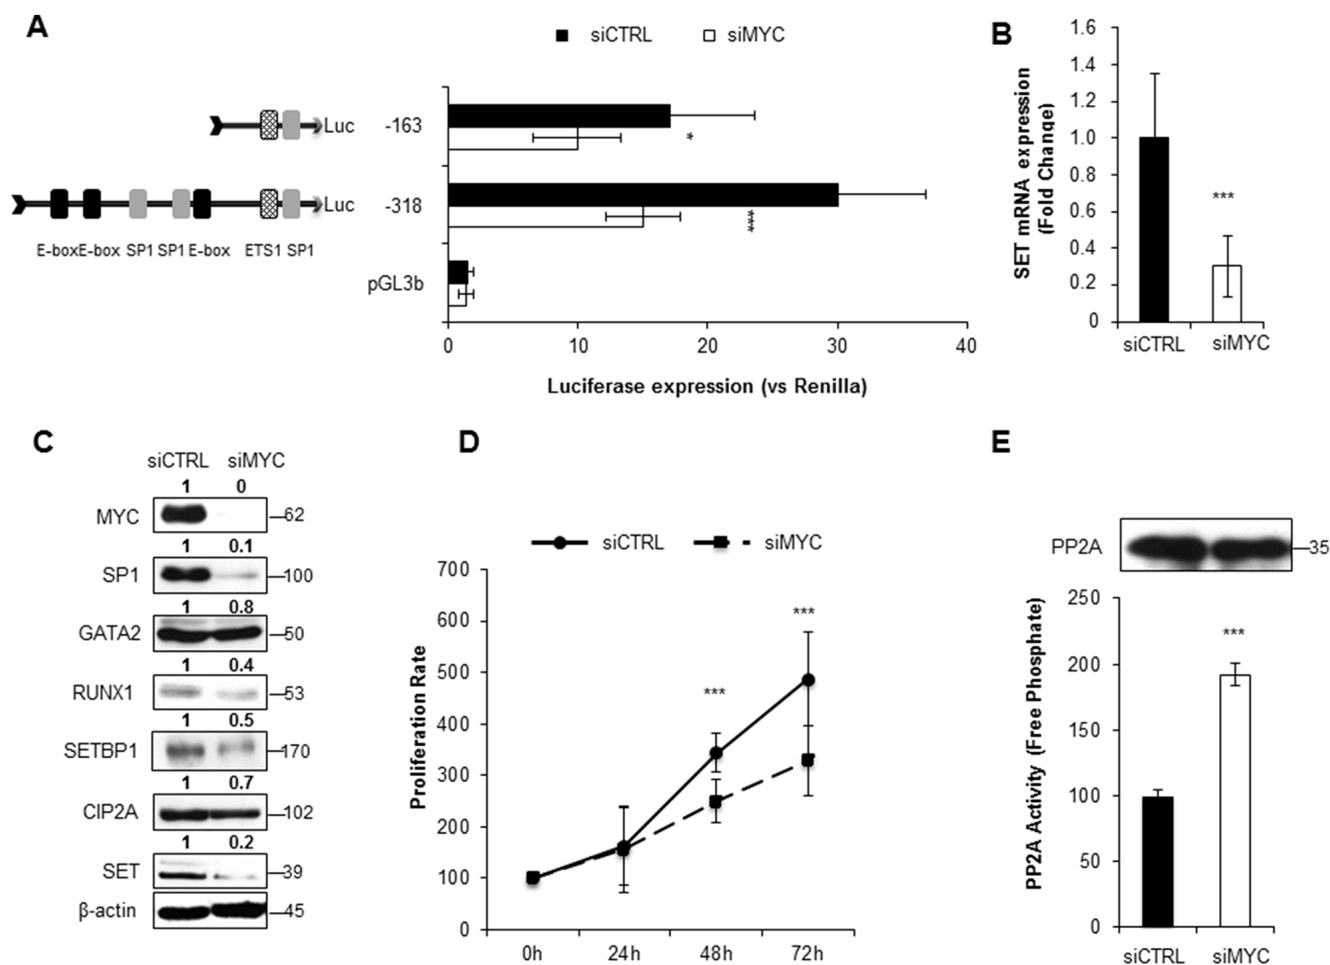 A
siCTRL siMYC
-163
Luc
*
-318
Luc
***
E-boxE-box SP1 SP1 E-box ETS1 SP1
pGL3b
0 10 20 30 40
Luciferase expression (vs Renilla)
B
SET mRNA expression
(Fold Change)
1.6
1.4
1.2
1.0
0.8
0.6
0.4
0.2
0
***
siCTRL siMYC
C
siCTRL siMYC
1 0
MYC 62
1 0.1
SP1 100
1 0.8
GATA2 50
1 0.4
RUNX1 53
1 0.5
SETBP1 170
1 0.7
CIP2A 102
1 0.2
SET 39
β-actin 45
D
siCTRL siMYC
Proliferation Rate
700
600
500
400
300
200
100
0
***
***
0h 24h 48h 72h
E
PP2A 35
PP2A Activity (Free Phosphate)
250
200
150
100
50
0
***
siCTRL siMYC